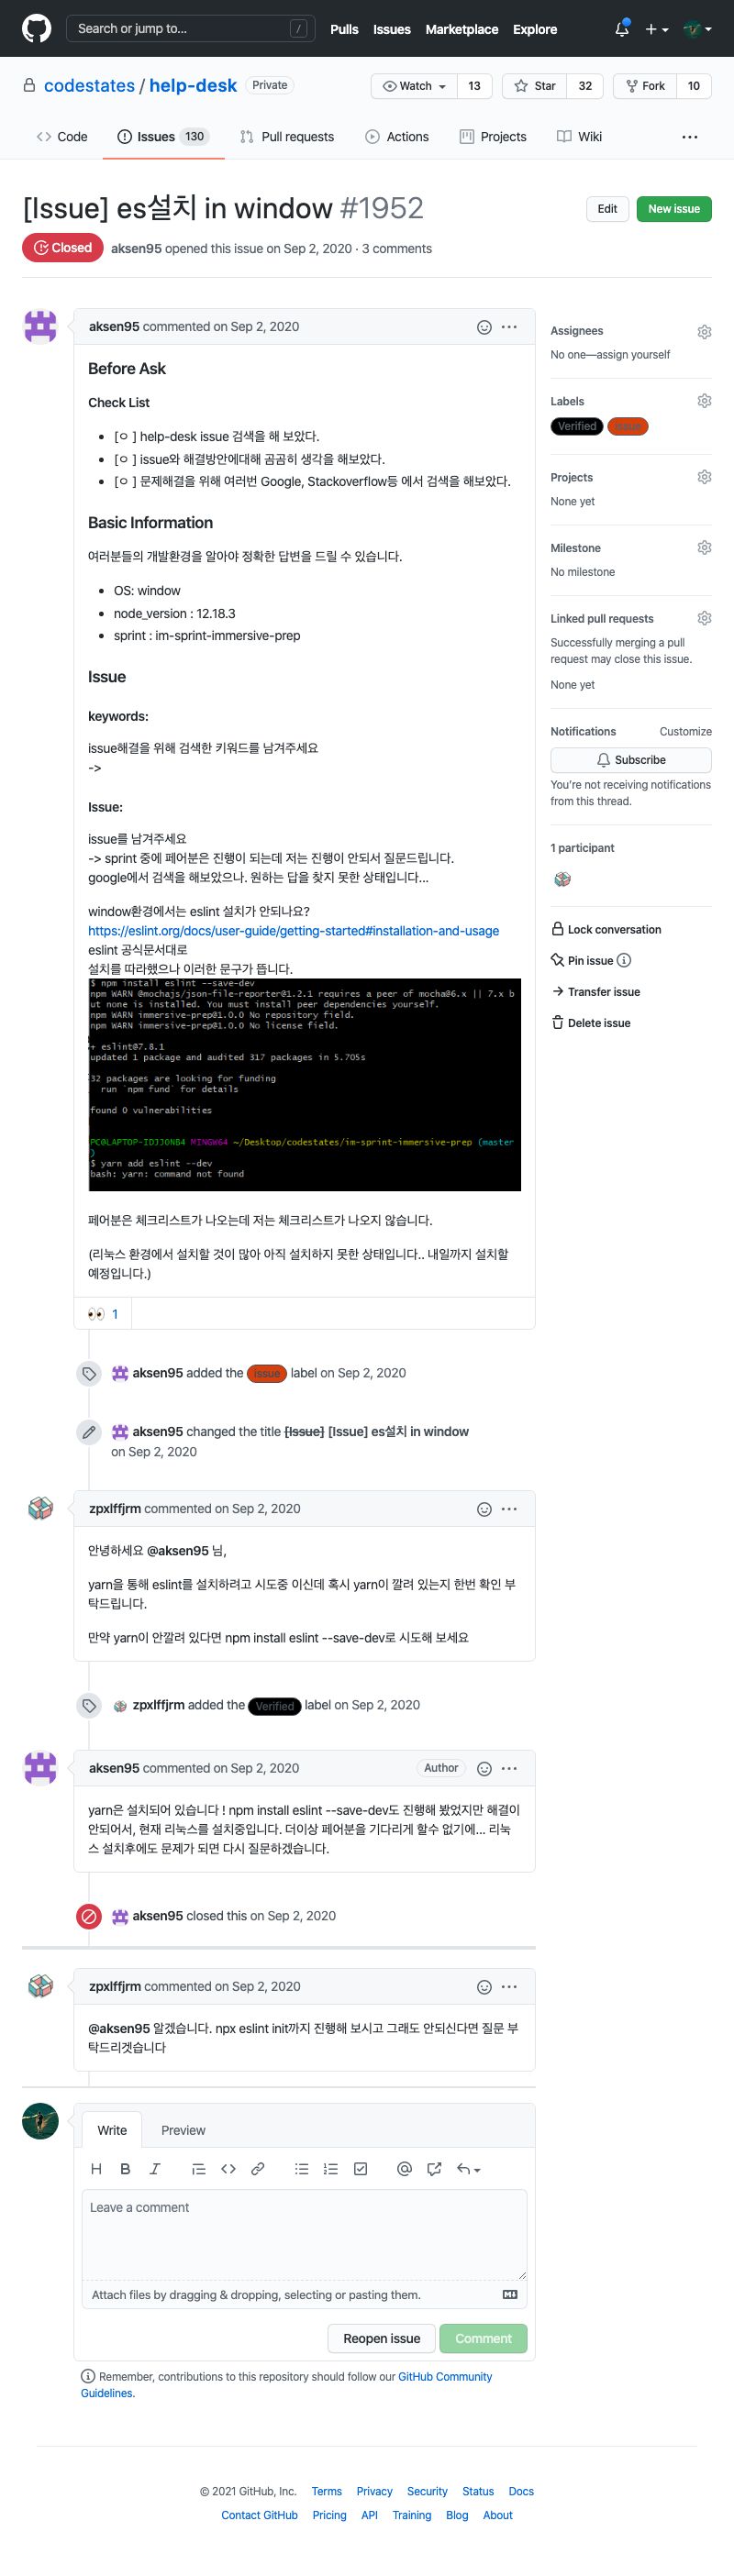 Search or jump to...
/
Pulls Issues Marketplace Explore
codestates / help-desk Private
Watch 13 Star 32 Fork 10
Code Issues 130 Pull requests Actions Projects Wiki
[Issue] es설치 in window #1952
Edit New issue
Closed aksen95 opened this issue on Sep 2, 2020 · 3 comments
aksen95 commented on Sep 2, 2020
Before Ask
Check List
• [ㅇ ] help-desk issue 검색을 해 보았다.
• [ㅇ ] issue와 해결방안에대해 곰곰히 생각을 해보았다.
• [ㅇ ] 문제해결을 위해 여러번 Google, Stackoverflow등 에서 검색을 해보았다.
Basic Information
여러분들의 개발환경을 알아야 정확한 답변을 드릴 수 있습니다.
• OS: window
• node_version : 12.18.3
• sprint : im-sprint-immersive-prep
Issue
keywords:
issue해결을 위해 검색한 키워드를 남겨주세요
->
Issue:
issue를 남겨주세요
-> sprint 중에 페어분은 진행이 되는데 저는 진행이 안되서 질문드립니다.
google에서 검색을 해보았으나. 원하는 답을 찾지 못한 상태입니다...
window환경에서는 eslint 설치가 안되나요?
https://eslint.org/docs/user-guide/getting-started#installation-and-usage
eslint 공식문서대로
설치를 따라했으나 이러한 문구가 뜹니다.
$ npm install eslint --save-dev
npm WARN @mochajs/json-file-reporter@1.2.1 requires a peer of mocha@6.x || 7.x b
ut none is installed. You must install peer dependencies yourself.
npm WARN immersive-prep@1.0.0 No repository field.
npm WARN immersive-prep@1.0.0 No license field.
+ eslint@7.8.1
updated 1 package and audited 317 packages in 5.705s
32 packages are looking for funding
run `npm fund` for details
found 0 vulnerabilities
PC@LAPTOP-IDJJ0NB4 MINGW64 ~/Desktop/codestates/im-sprint-immersive-prep (master
)
$ yarn add eslint --dev
bash: yarn: command not found
페어분은 체크리스트가 나오는데 저는 체크리스트가 나오지 않습니다.
(리눅스 환경에서 설치할 것이 많아 아직 설치하지 못한 상태입니다.. 내일까지 설치할
예정입니다.)
👀 1
aksen95 added the issue label on Sep 2, 2020
aksen95 changed the title [Issue] [Issue] es설치 in window
on Sep 2, 2020
zpxlffjrm commented on Sep 2, 2020
안녕하세요 @aksen95 님,
yarn을 통해 eslint를 설치하려고 시도중 이신데 혹시 yarn이 깔려 있는지 한번 확인 부
탁드립니다.
만약 yarn이 안깔려 있다면 npm install eslint --save-dev로 시도해 보세요
zpxlffjrm added the Verified label on Sep 2, 2020
aksen95 commented on Sep 2, 2020 Author
yarn은 설치되어 있습니다 ! npm install eslint --save-dev도 진행해 봤었지만 해결이
안되어서, 현재 리눅스를 설치중입니다. 더이상 페어분을 기다리게 할수 없기에... 리눅
스 설치후에도 문제가 되면 다시 질문하겠습니다.
aksen95 closed this on Sep 2, 2020
zpxlffjrm commented on Sep 2, 2020
@aksen95 알겠습니다. npx eslint init까지 진행해 보시고 그래도 안되신다면 질문 부
탁드리겟습니다
Write Preview
Leave a comment
Attach files by dragging & dropping, selecting or pasting them.
Reopen issue Comment
Remember, contributions to this repository should follow our GitHub Community
Guidelines.
Assignees
No one—assign yourself
Labels
Verified issue
Projects
None yet
Milestone
No milestone
Linked pull requests
Successfully merging a pull
request may close this issue.
None yet
Notifications Customize
Subscribe
You're not receiving notifications
from this thread.
1 participant
Lock conversation
Pin issue
Transfer issue
Delete issue
© 2021 GitHub, Inc. Terms Privacy Security Status Docs
Contact GitHub Pricing API Training Blog About